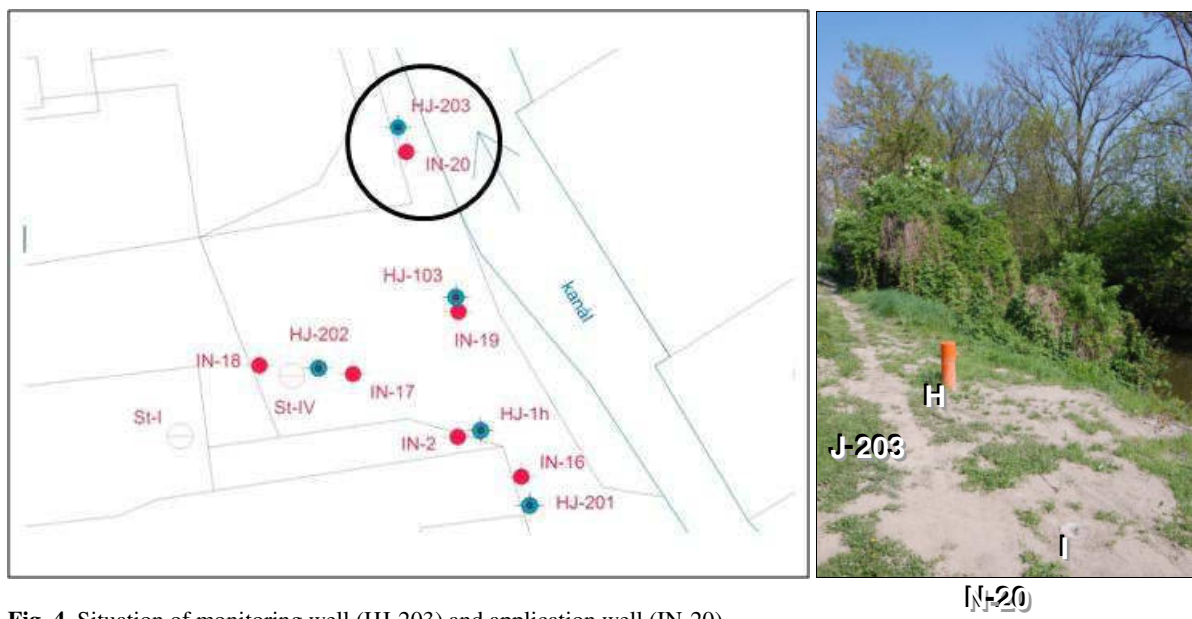 HJ-203
IN-20
HJ-103
kanál
IN-19
HJ-202
IN-18
IN-17
St-IV
St-I
HJ-1h
IN-2
IN-16
HJ-201
H
J-203
I
N-20
Fig. 4. Situation of monitoring well (HJ-203) and application well (IN-20)